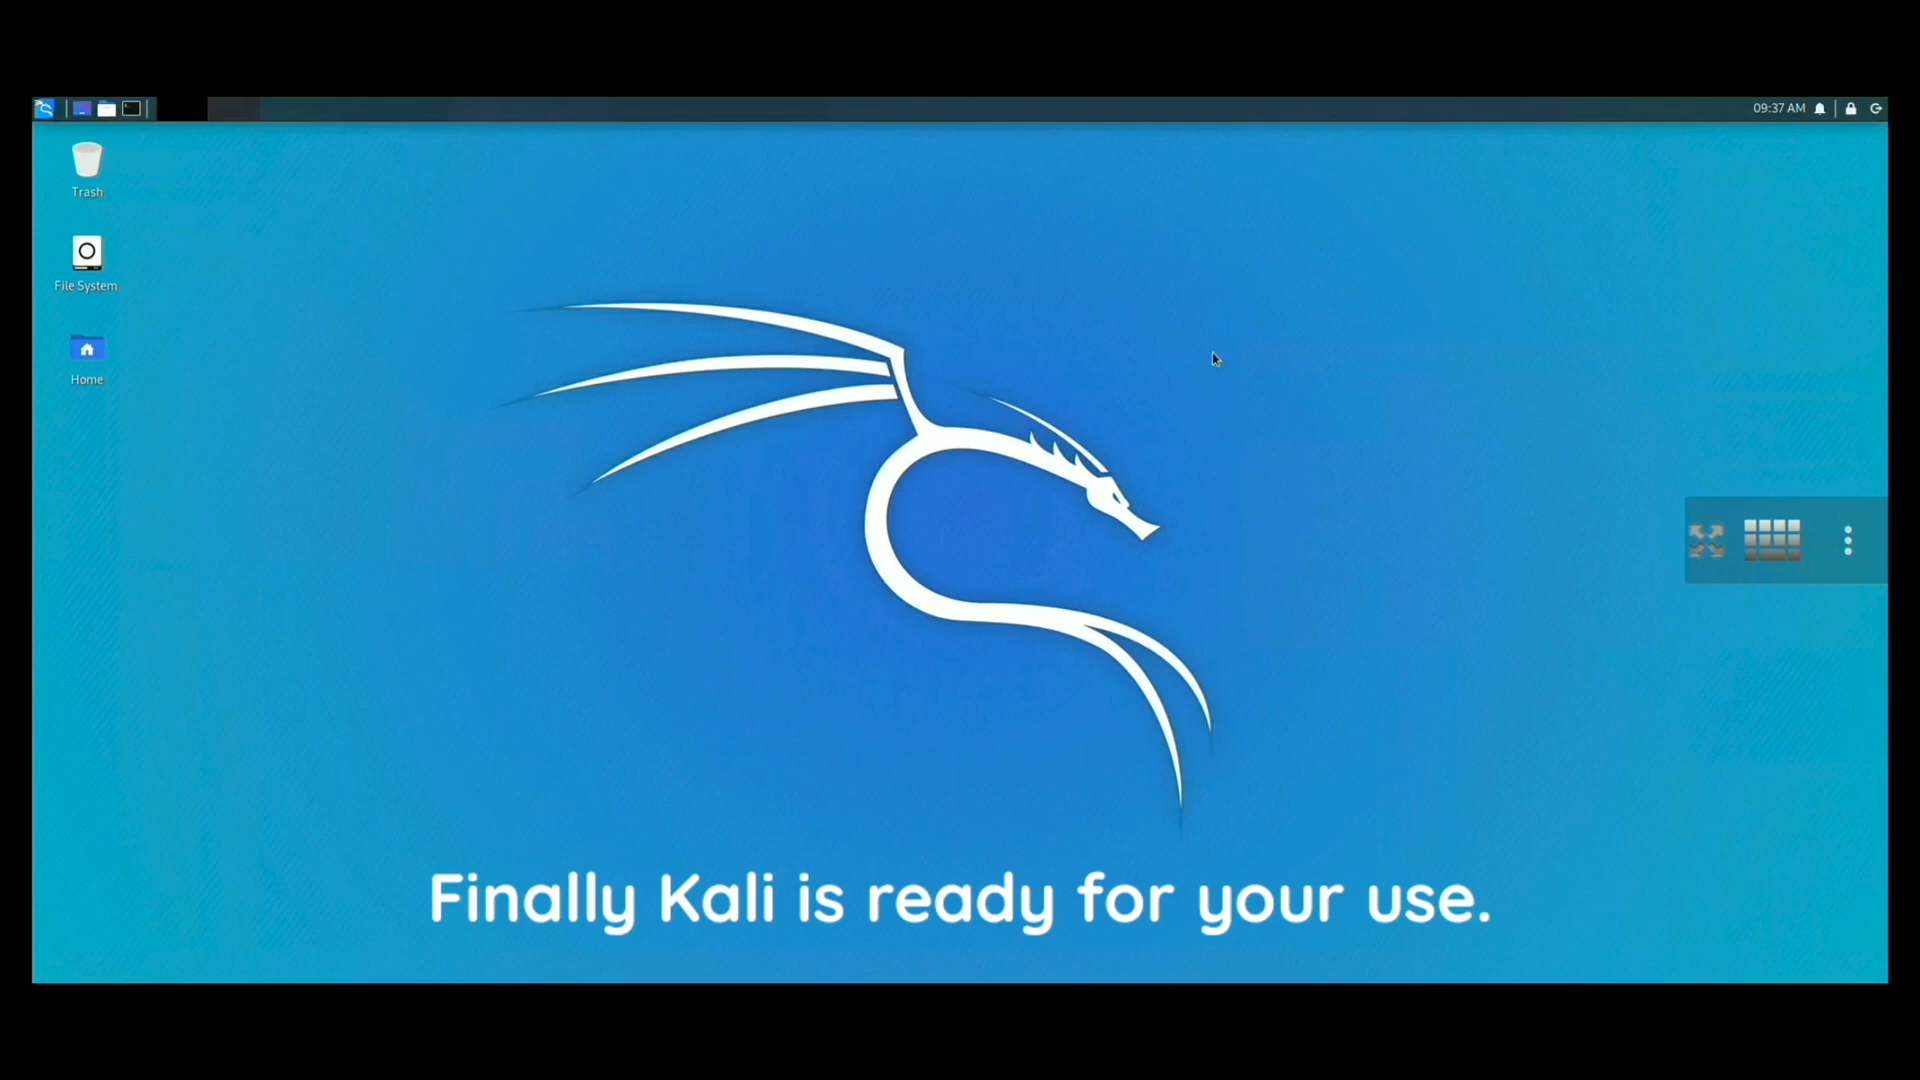 09:37 AM
Trash
File System
Home
Finally Kali is ready for your use.